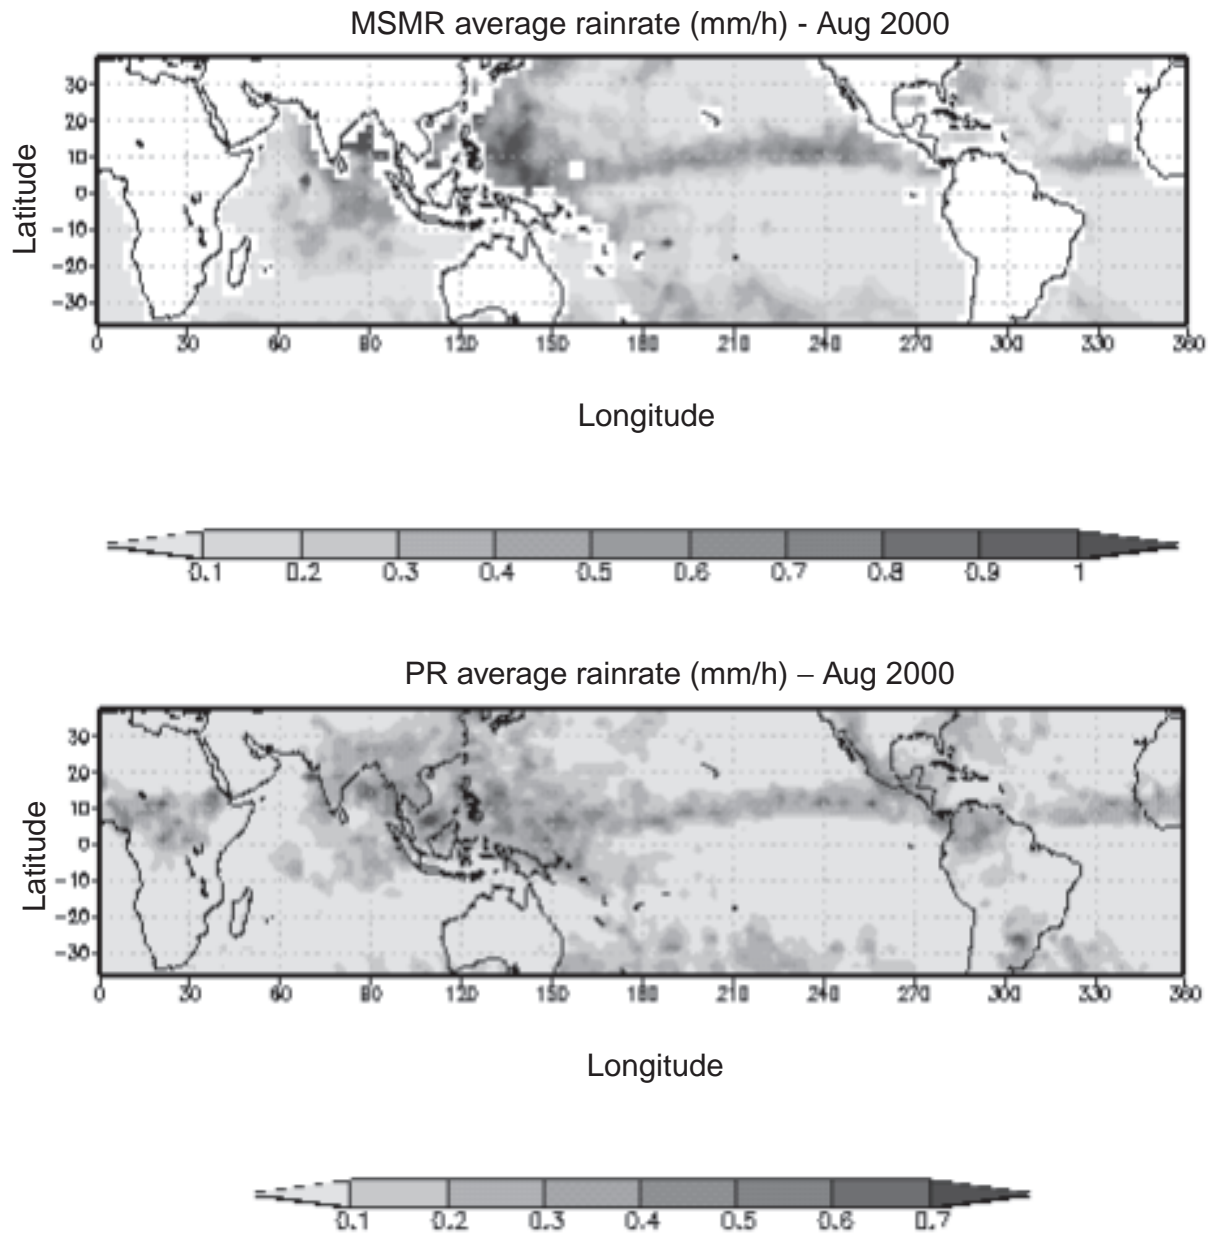 MSMR average rainrate (mm/h) - Aug 2000
Latitude
30
20
10
0
−10
−20
−30
0 30 60 90 120 150 180 210 240 270 300 330 360
Longitude
0.1 0.2 0.3 0.4 0.5 0.6 0.7 0.8 0.9 1
PR average rainrate (mm/h) – Aug 2000
Latitude
30
20
10
0
−10
−20
−30
0 30 60 90 120 150 180 210 240 270 300 330 360
Longitude
0.1 0.2 0.3 0.4 0.5 0.6 0.7